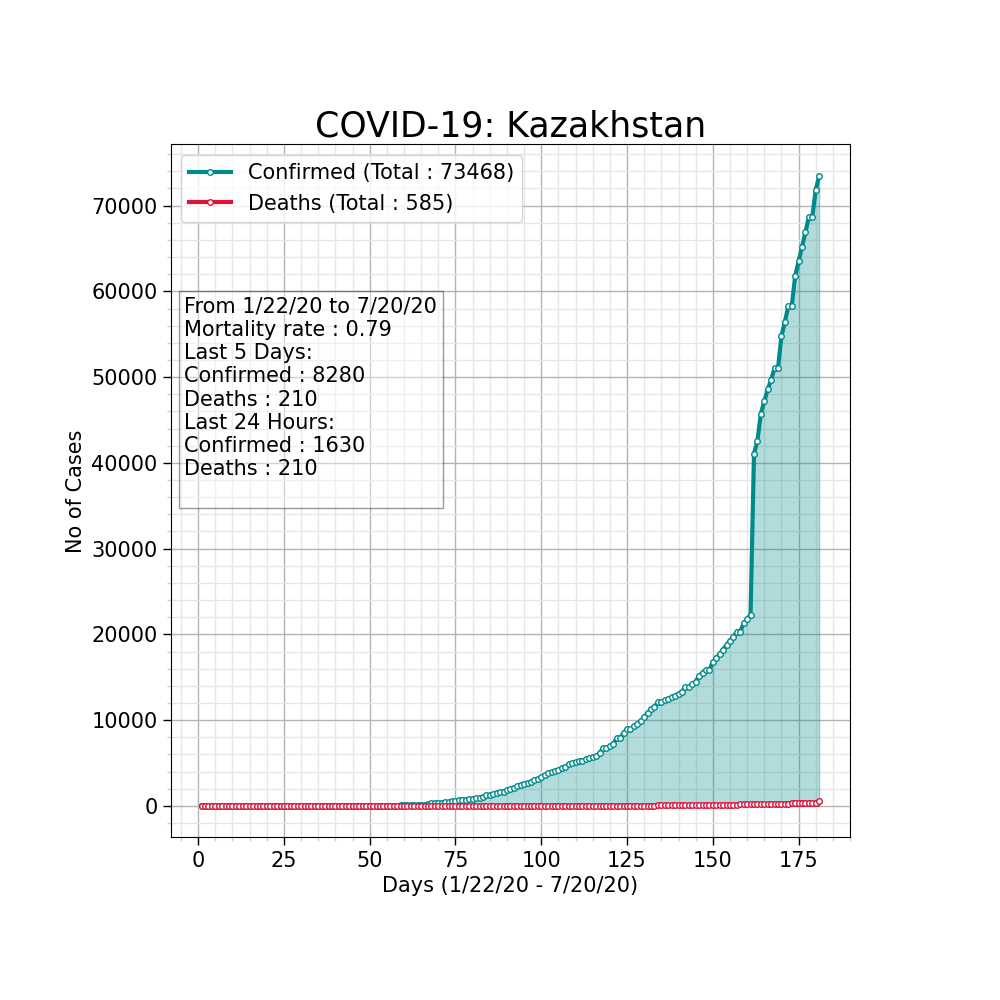 COVID-19: Kazakhstan
Confirmed (Total : 73468)
Deaths (Total : 585)
From 1/22/20 to 7/20/20
Mortality rate : 0.79
Last 5 Days:
Confirmed : 8280
Deaths : 210
Last 24 Hours:
Confirmed : 1630
Deaths : 210
No of Cases
70000
60000
50000
40000
30000
20000
10000
0
0 25 50 75 100 125 150 175
Days (1/22/20 - 7/20/20)